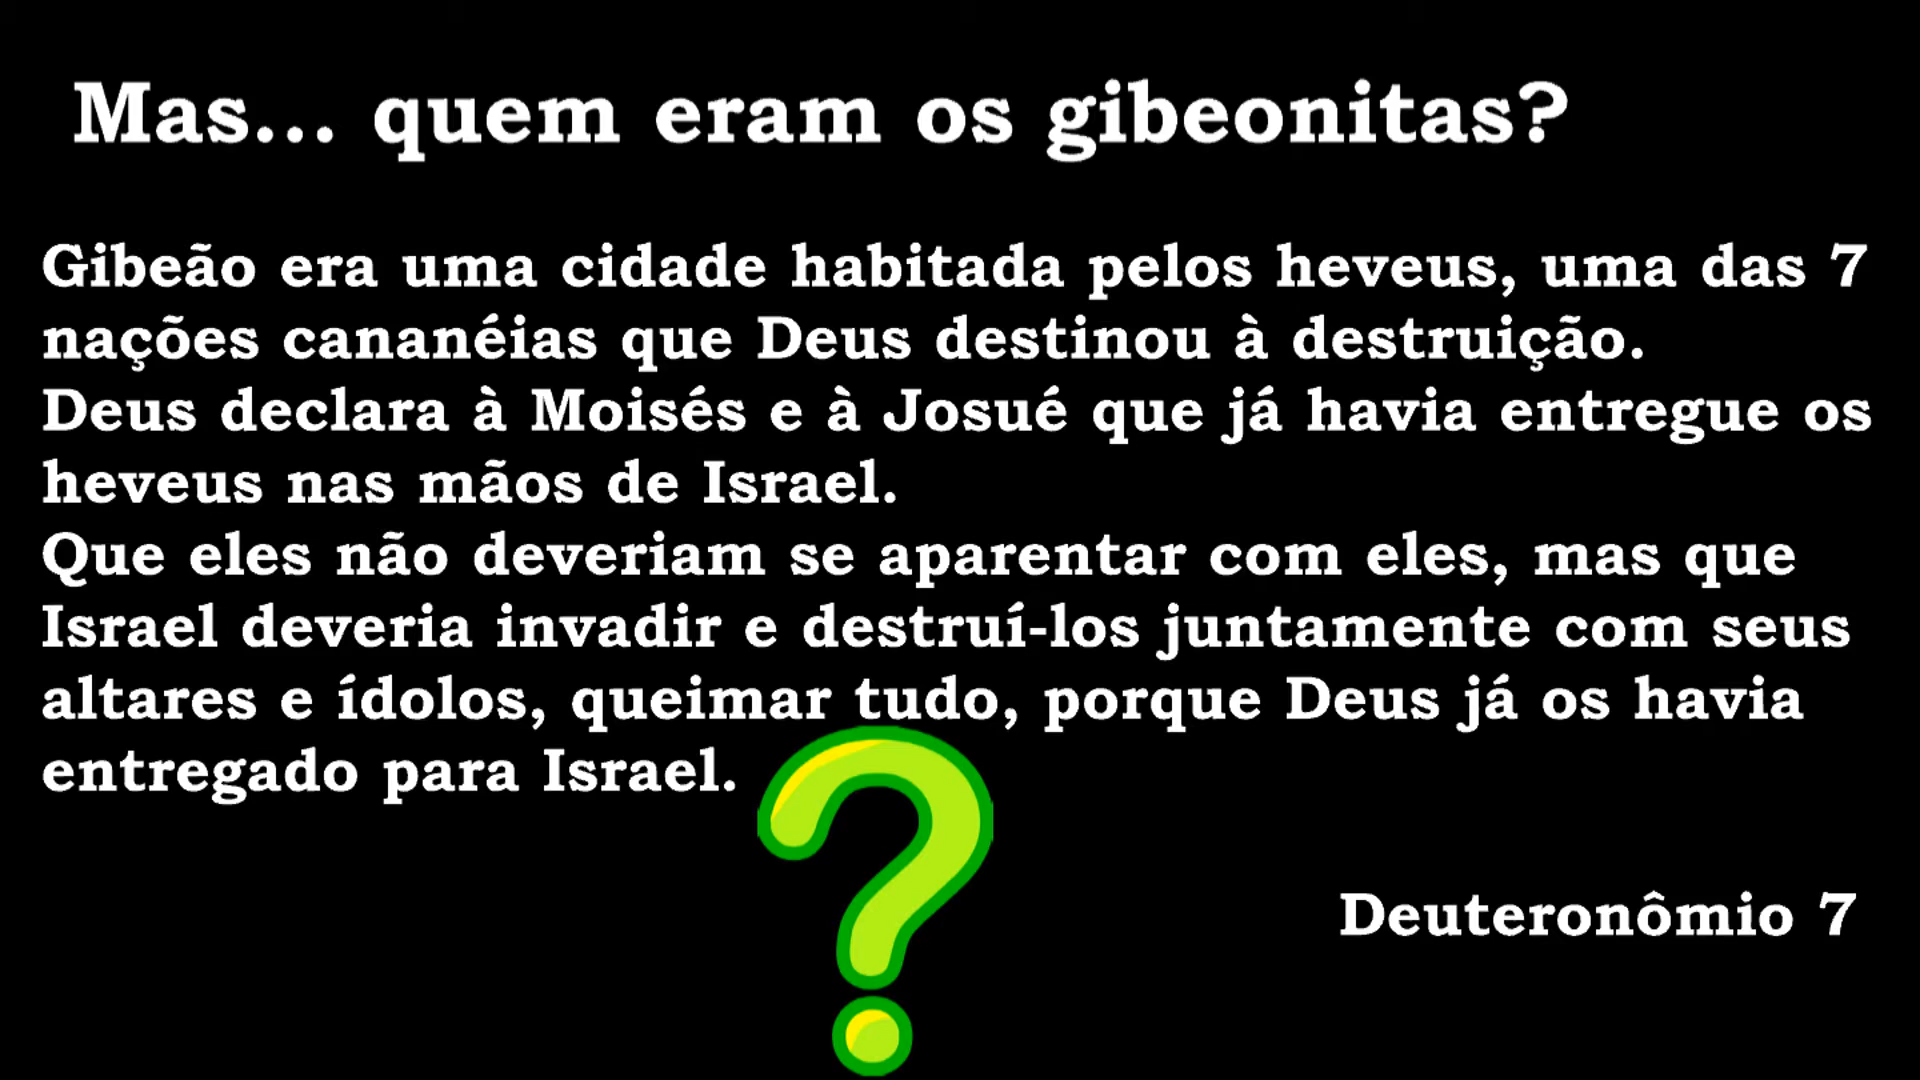 Mas... quem eram os gibeonitas?
Gibeão era uma cidade habitada pelos heveus, uma das 7
nações cananéias que Deus destinou à destruição.
Deus declara à Moisés e à Josué que já havia entregue os
heveus nas mãos de Israel.
Que eles não deveriam se aparentar com eles, mas que
Israel deveria invadir e destruí-los juntamente com seus
altares e ídolos, queimar tudo, porque Deus já os havia
entregado para Israel.
?
Deuteronômio 7